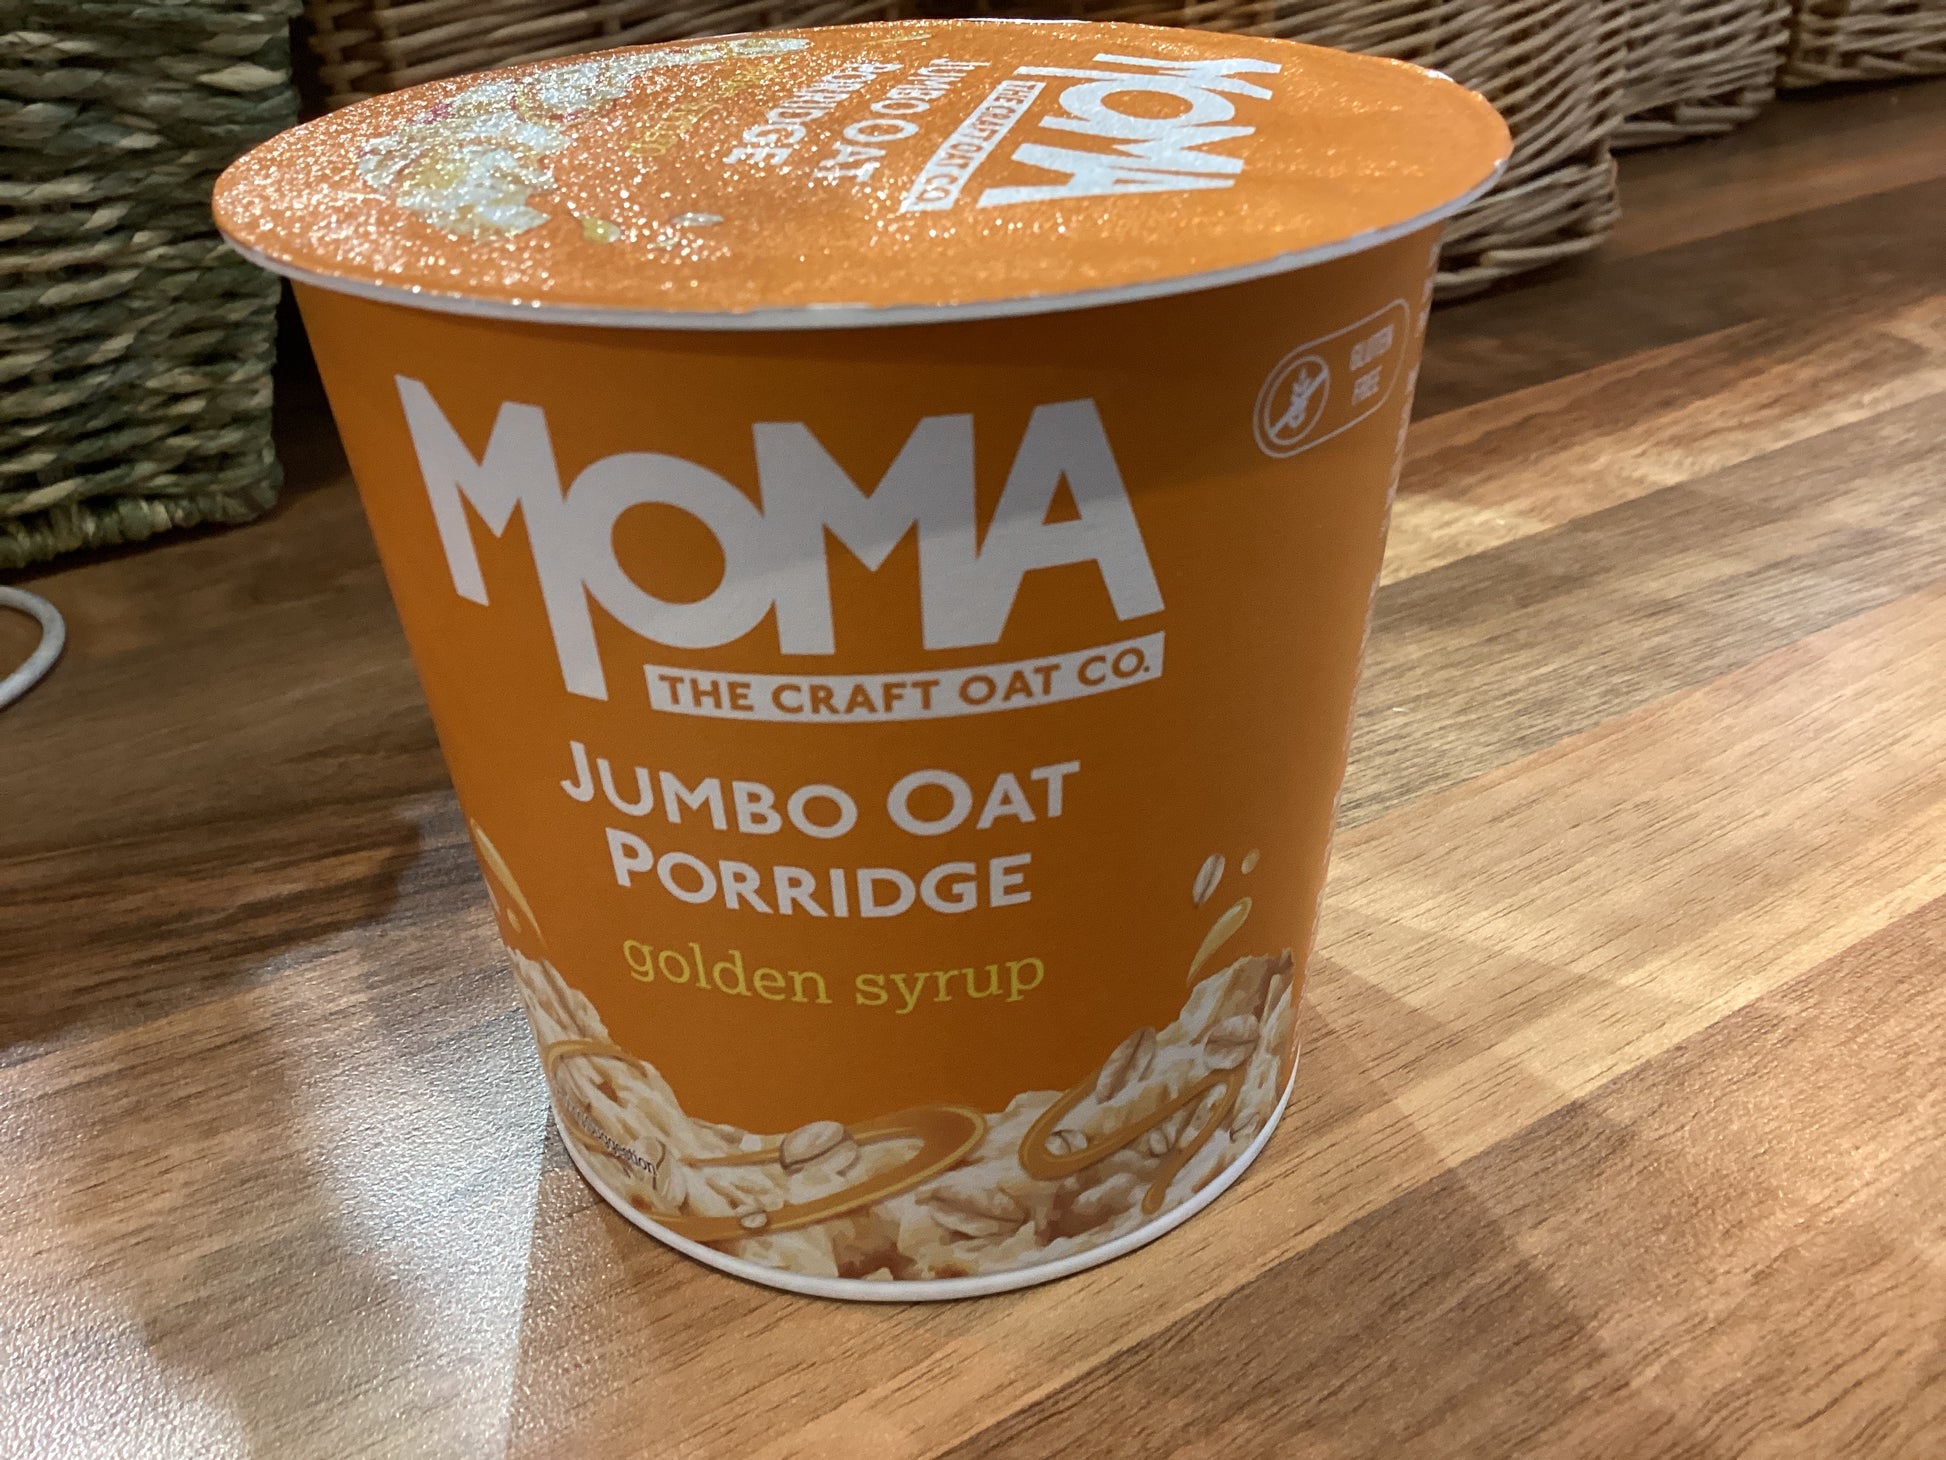 MOMA
THE CRAFT OAT CO.
JUMBO OAT
PORRIDGE
MOMA
THE CRAFT OAT CO.
JUMBO OAT
PORRIDGE
golden syrup
GLUTEN
FREE
suggestion